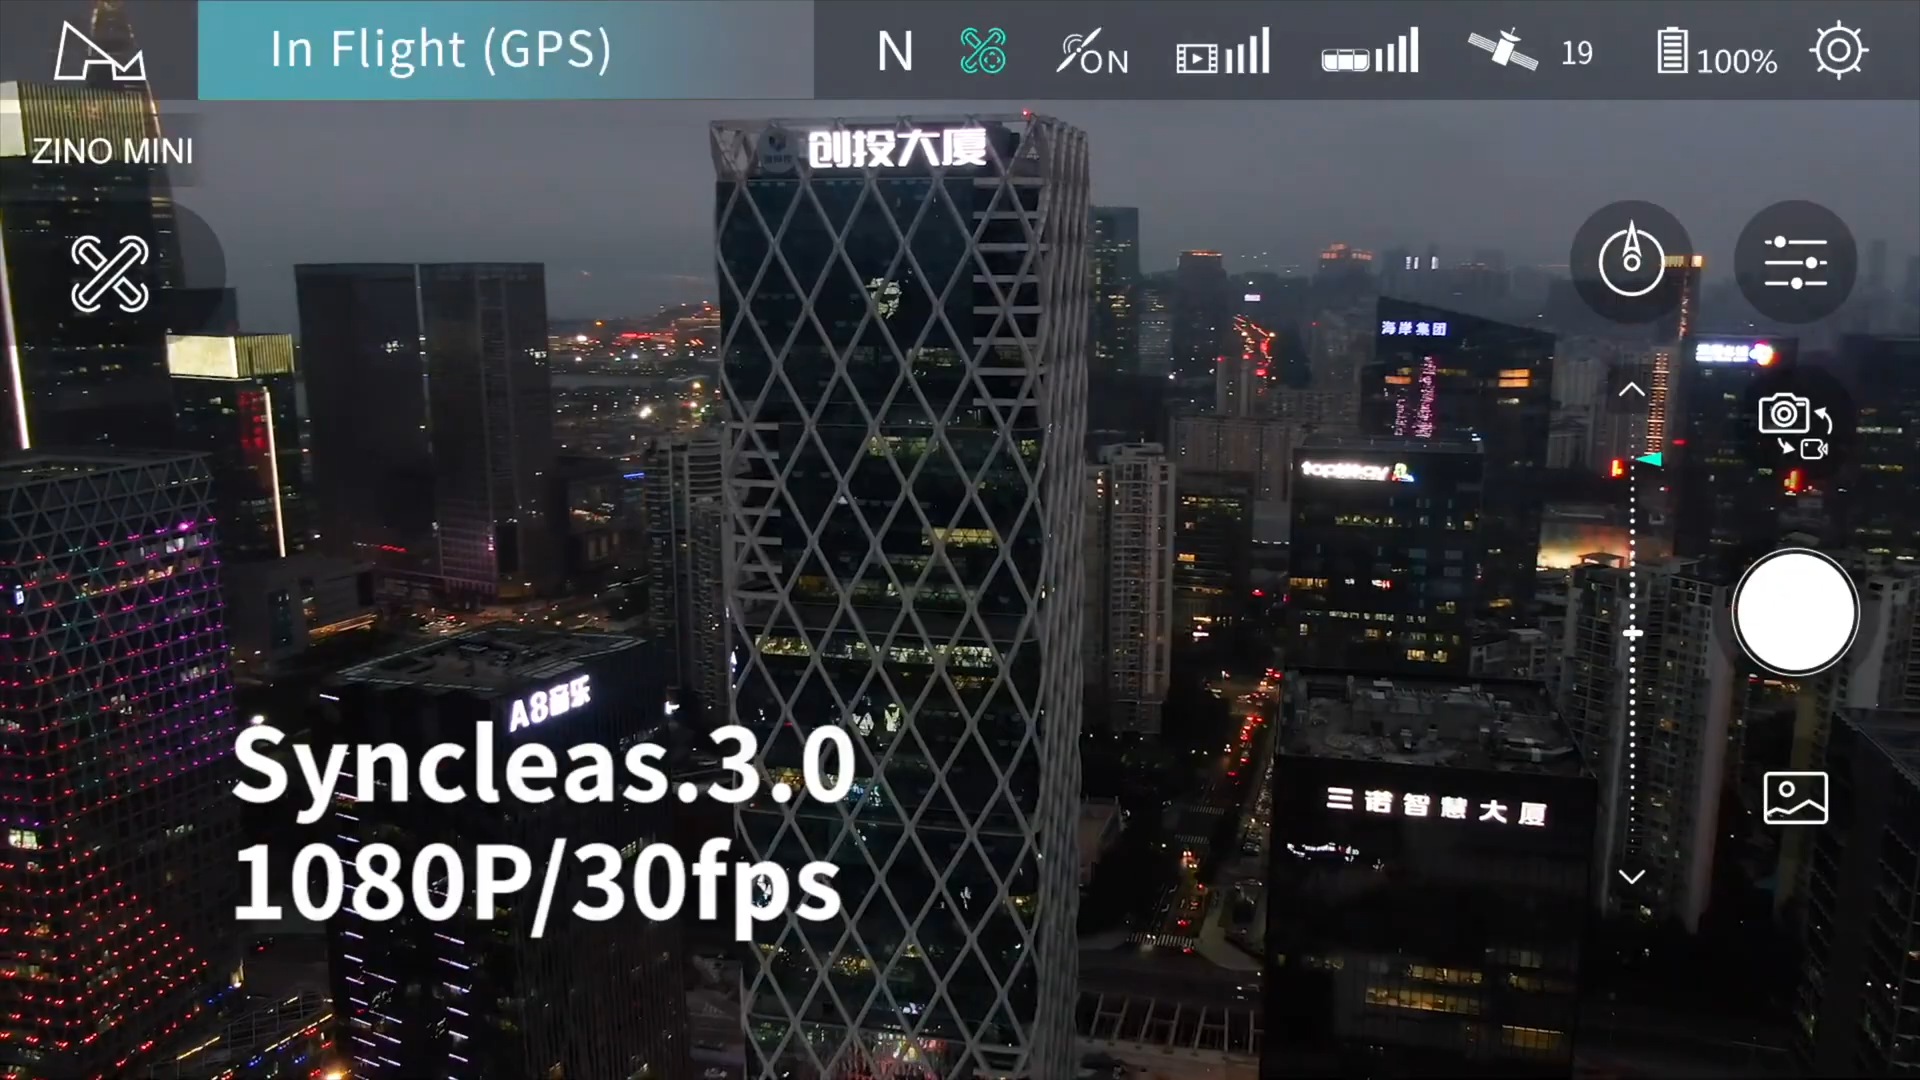 In Flight (GPS)
N
ON
19
100%
ZINO MINI
创投大厦
海岸集团
topway
A8音乐
Syncleas.3.0
1080P/30fps
三诺智慧大厦